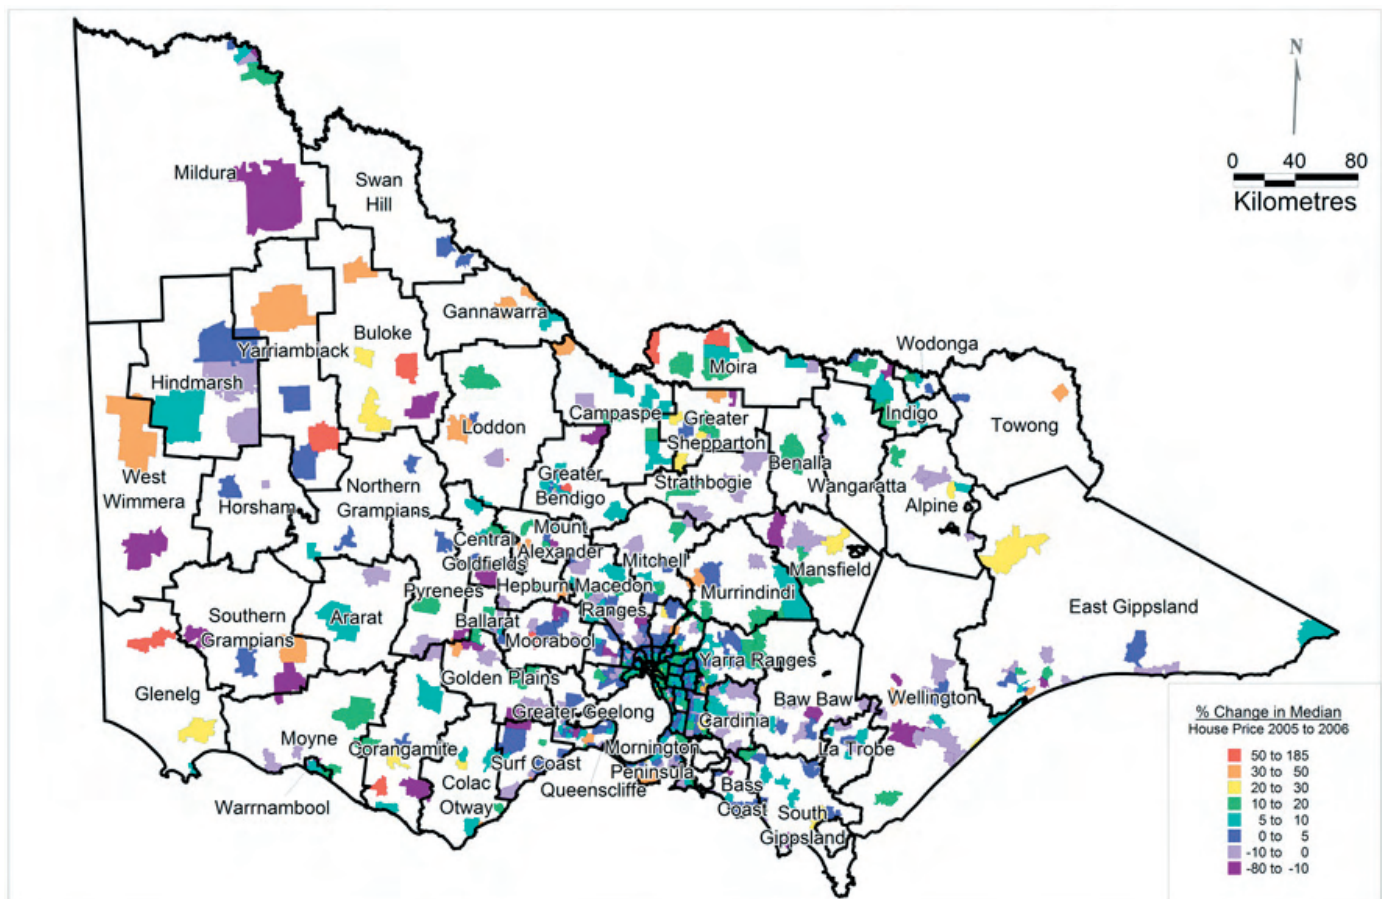 N
0 40 80
Kilometres
Mildura
Swan
Hill
Gannawarra
Buloke
Yarriambiack
Hindmarsh
Wodonga
Moira
Indigo
Towong
Campaspe
Greater
Shepparton
Loddon
West
Wimmera
Horsham
Northern
Grampians
Greater
Bendigo
Strathbogie
Benalla
Wangaratta
Alpine
Mount
Alexander
Central
Goldfields
Mitchell
Mansfield
Murrindindi
Pyrenees
Hepburn
Macedon
Ranges
Southern
Grampians
Ararat
Ballarat
Moorabool
East Gippsland
Yarra Ranges
Glenelg
Golden Plains
Baw Baw
Wellington
Greater Geelong
Cardinia
Moyne
Corangamite
La Trobe
Mornington
Peninsula
Surf Coast
Queenscliffe
Colac
Otway
Warrnambool
Bass
Coast
South
Gippsland
% Change in Median
House Price 2005 to 2006
50 to 185
30 to 50
20 to 30
10 to 20
5 to 10
0 to 5
-10 to 0
-80 to -10